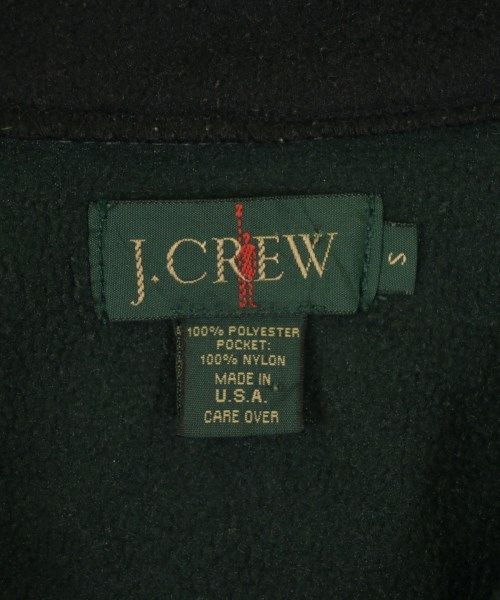 J.CREW
S
100% POLYESTER
POCKET:
100% NYLON
MADE IN
U.S.A.
CARE OVER